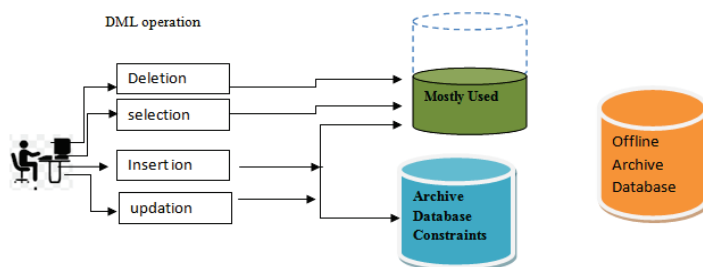 DML operation
Deletion
selection
Insertion
updation
Mostly Used
Archive
Database
Constraints
Offline
Archive
Database